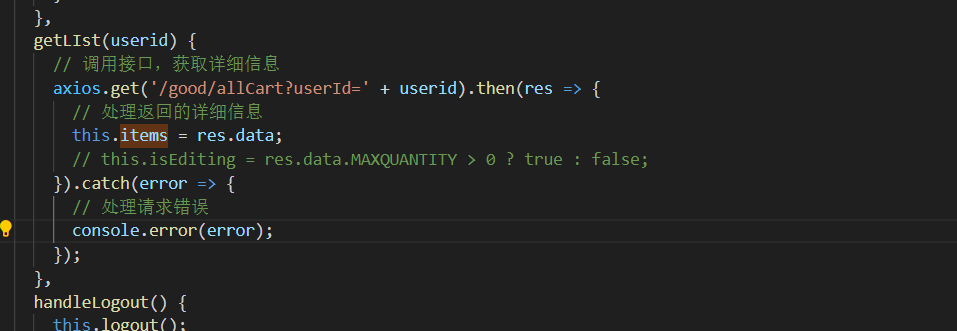 },
getLIst(userid) {
// 调用接口，获取详细信息
axios.get('/good/allCart?userId=' + userid).then(res => {
// 处理返回的详细信息
this.items = res.data;
// this.isEditing = res.data.MAXQUANTITY > 0 ? true : false;
}).catch(error => {
// 处理请求错误
console.error(error);
});
},
handleLogout() {
this.logout();